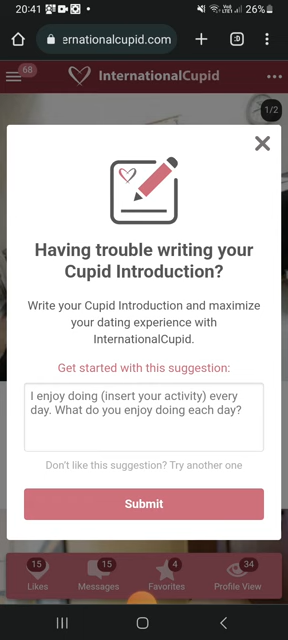 20:41
26%
ernationalcupid.com
:D
68
InternationalCupid
1/2
Having trouble writing your
Cupid Introduction?
Write your Cupid Introduction and maximize
your dating experience with
InternationalCupid.
Get started with this suggestion:
I enjoy doing (insert your activity) every
day. What do you enjoy doing each day?
Don't like this suggestion? Try another one
Submit
15 15 4 34
Likes Messages Favorites Profile View